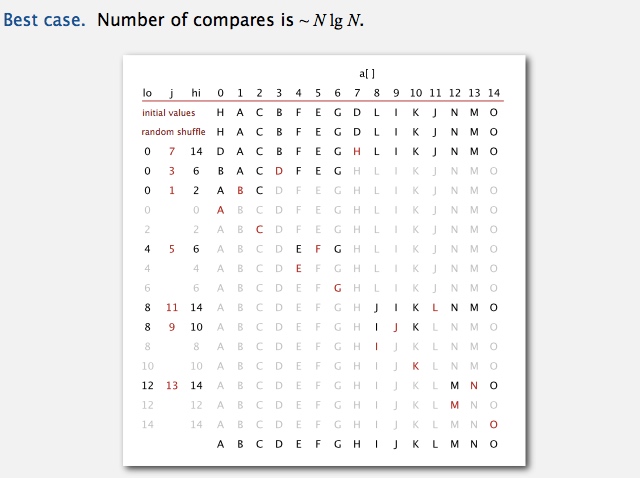 Best case. Number of compares is ~ N lg N.
a[ ]
lo j hi 0 1 2 3 4 5 6 7 8 9 10 11 12 13 14
initial values H A C B F E G D L I K J N M O
random shuffle H A C B F E G D L I K J N M O
0 7 14 D A C B F E G H L I K J N M O
0 3 6 B A C D F E G H L I K J N M O
0 1 2 A B C D F E G H L I K J N M O
0 0 A B C D F E G H L I K J N M O
2 2 A B C D F E G H L I K J N M O
4 5 6 A B C D E F G H L I K J N M O
4 4 A B C D E F G H L I K J N M O
6 6 A B C D E F G H L I K J N M O
8 11 14 A B C D E F G H J I K L N M O
8 9 10 A B C D E F G H I J K L N M O
8 8 A B C D E F G H I J K L N M O
10 10 A B C D E F G H I J K L N M O
12 13 14 A B C D E F G H I J K L M N O
12 12 A B C D E F G H I J K L M N O
14 14 A B C D E F G H I J K L M N O
A B C D E F G H I J K L M N O